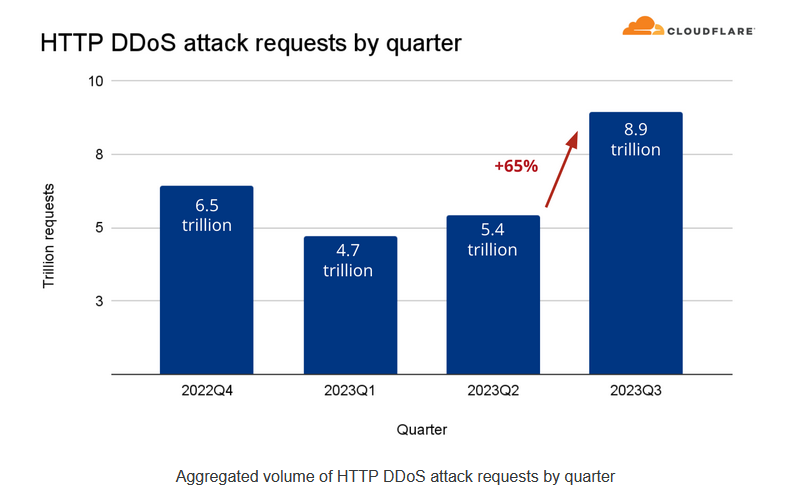 CLOUDFLARE
HTTP DDoS attack requests by quarter
10
8
5
3
Trillion requests
6.5
trillion
4.7
trillion
5.4
trillion
+65%
8.9
trillion
2022Q4
2023Q1
2023Q2
2023Q3
Quarter
Aggregated volume of HTTP DDoS attack requests by quarter